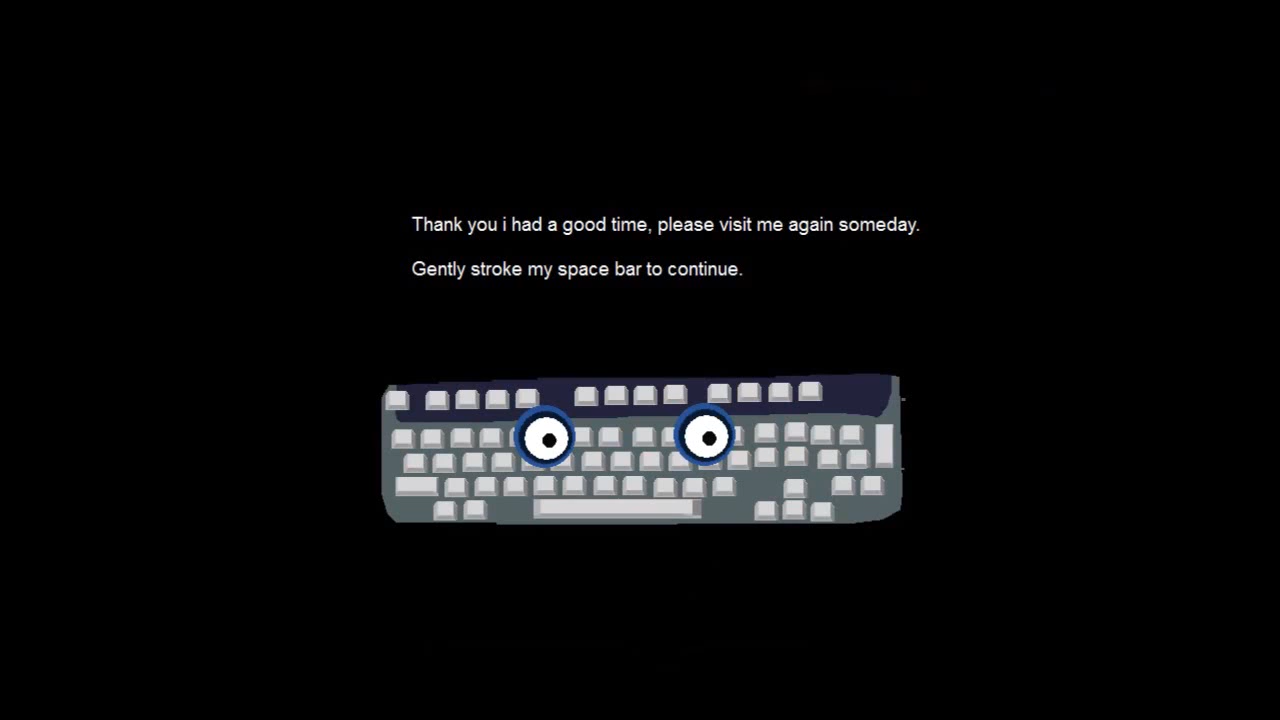 Thank you i had a good time, please visit me again someday.
Gently stroke my space bar to continue.